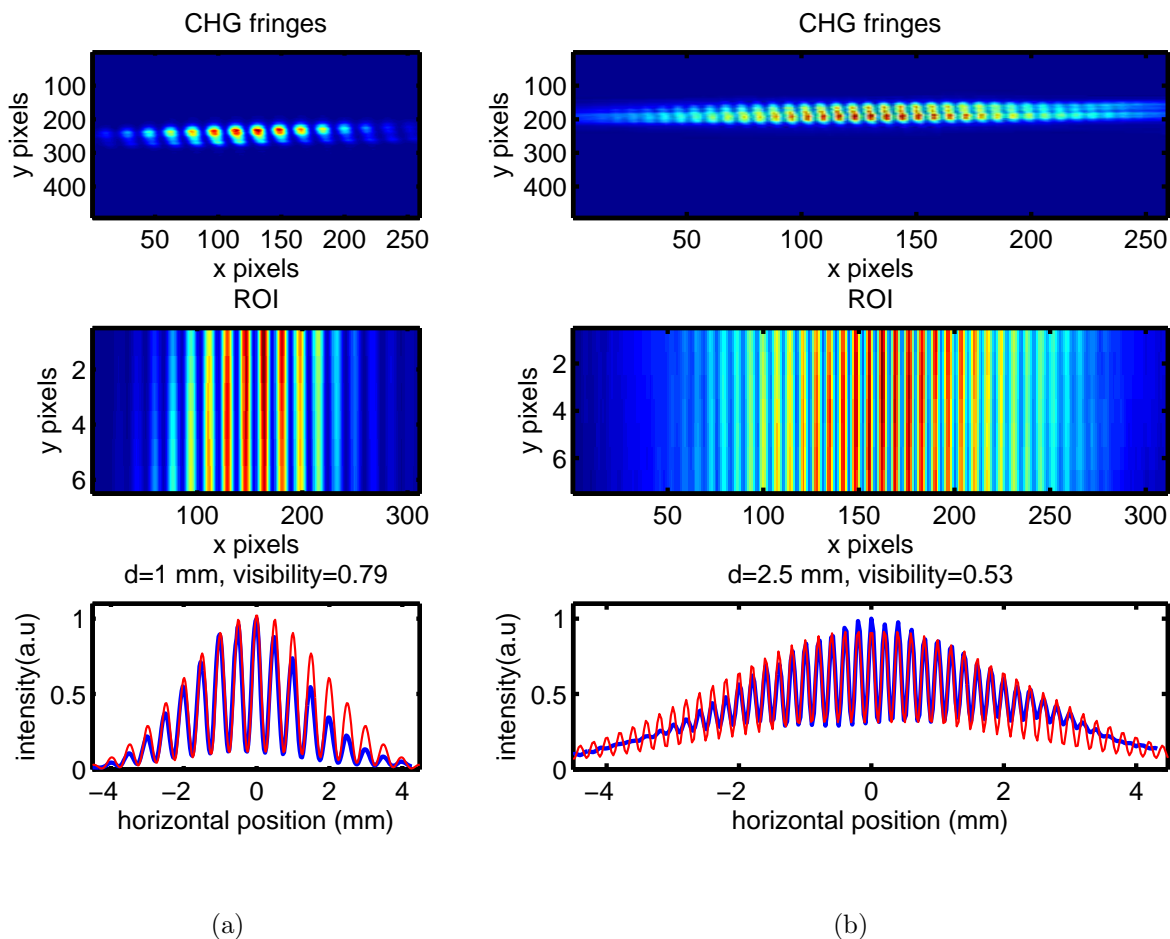 CHG fringes
100
200
300
400
y pixels
50 100 150 200 250
x pixels
ROI
2
4
6
y pixels
100 200 300
x pixels
d=1 mm, visibility=0.79
1
0.5
0
intensity(a.u)
−4 −2 0 2 4
horizontal position (mm)
(a)
CHG fringes
100
200
300
400
y pixels
50 100 150 200 250
x pixels
ROI
2
4
6
y pixels
50 100 150 200 250 300
x pixels
d=2.5 mm, visibility=0.53
1
0.5
0
intensity(a.u)
−4 −2 0 2 4
horizontal position (mm)
(b)